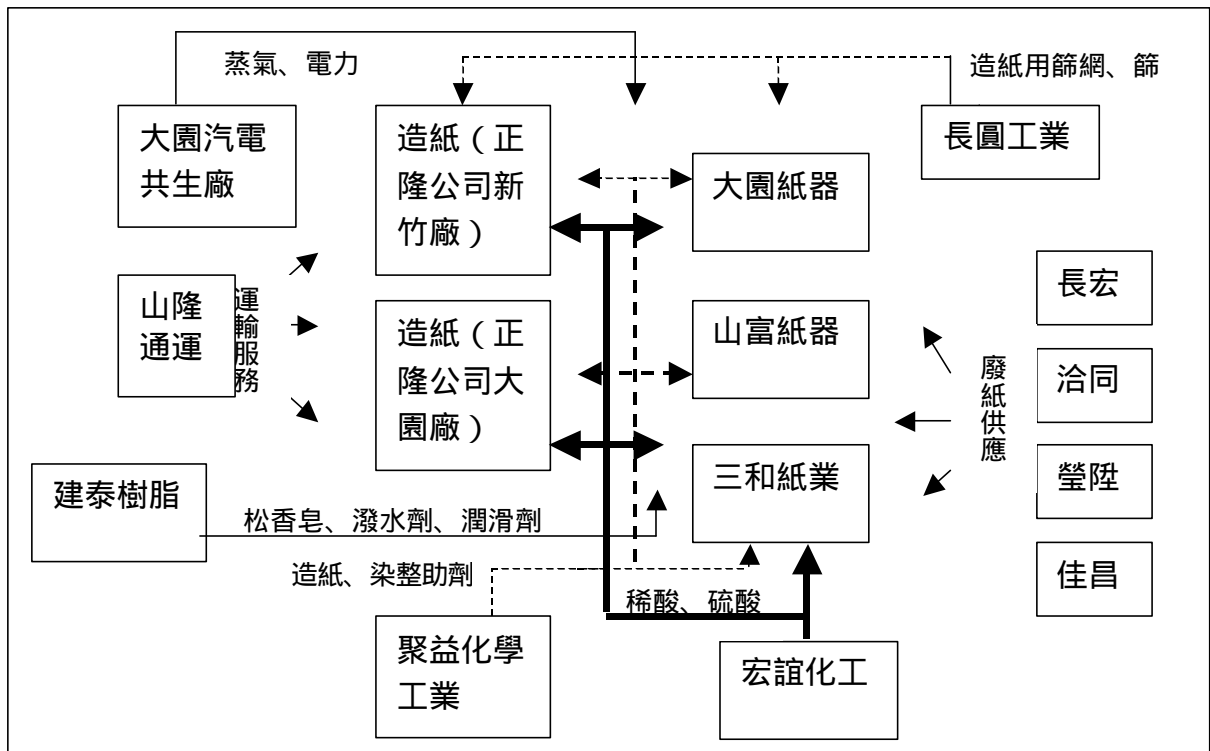 蒸氣、電力
造紙用篩網、篩
大園汽電
共生廠
造紙（正
隆公司新
竹廠）
大園紙器
長圓工業
山隆
通運
運輸服務
造紙（正
隆公司大
園廠）
山富紙器
長宏
洽同
廢紙供應
瑩陞
佳昌
三和紙業
建泰樹脂
松香皂、潑水劑、潤滑劑
造紙、染整助劑
稀酸、硫酸
聚益化學
工業
宏誼化工